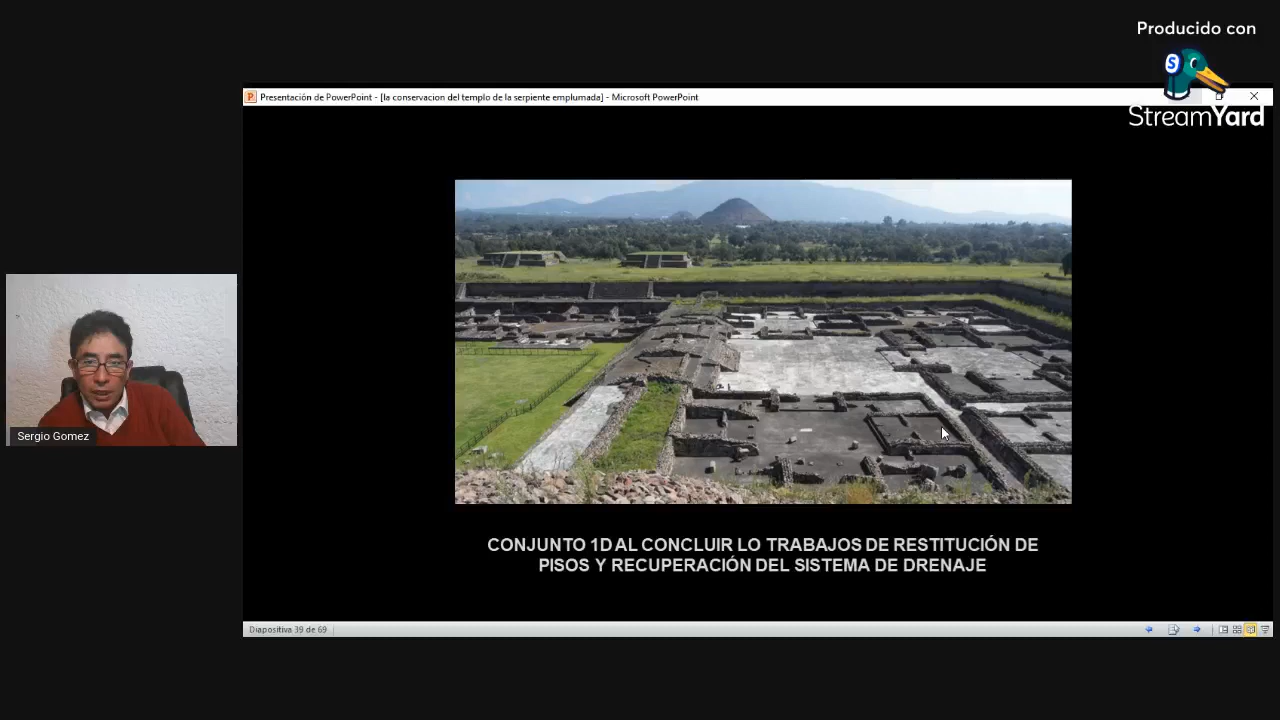 Producido con
S
StreamYard
Presentación de PowerPoint - [la conservacion del templo de la serpiente emplumada] - Microsoft PowerPoint
Sergio Gomez
CONJUNTO 1D AL CONCLUIR LO TRABAJOS DE RESTITUCIÓN DE
PISOS Y RECUPERACIÓN DEL SISTEMA DE DRENAJE
Diapositiva 39 de 69